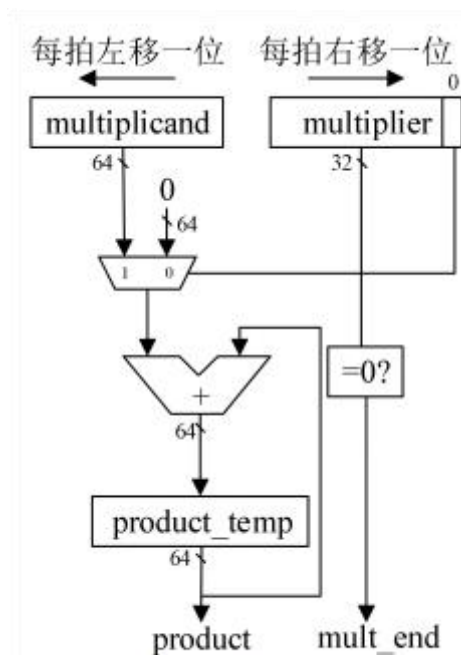 每拍左移一位 每拍右移一位
0
multiplicand multiplier
64 32
0
64
1 0
=0?
+
64
product_temp
64
product mult_end